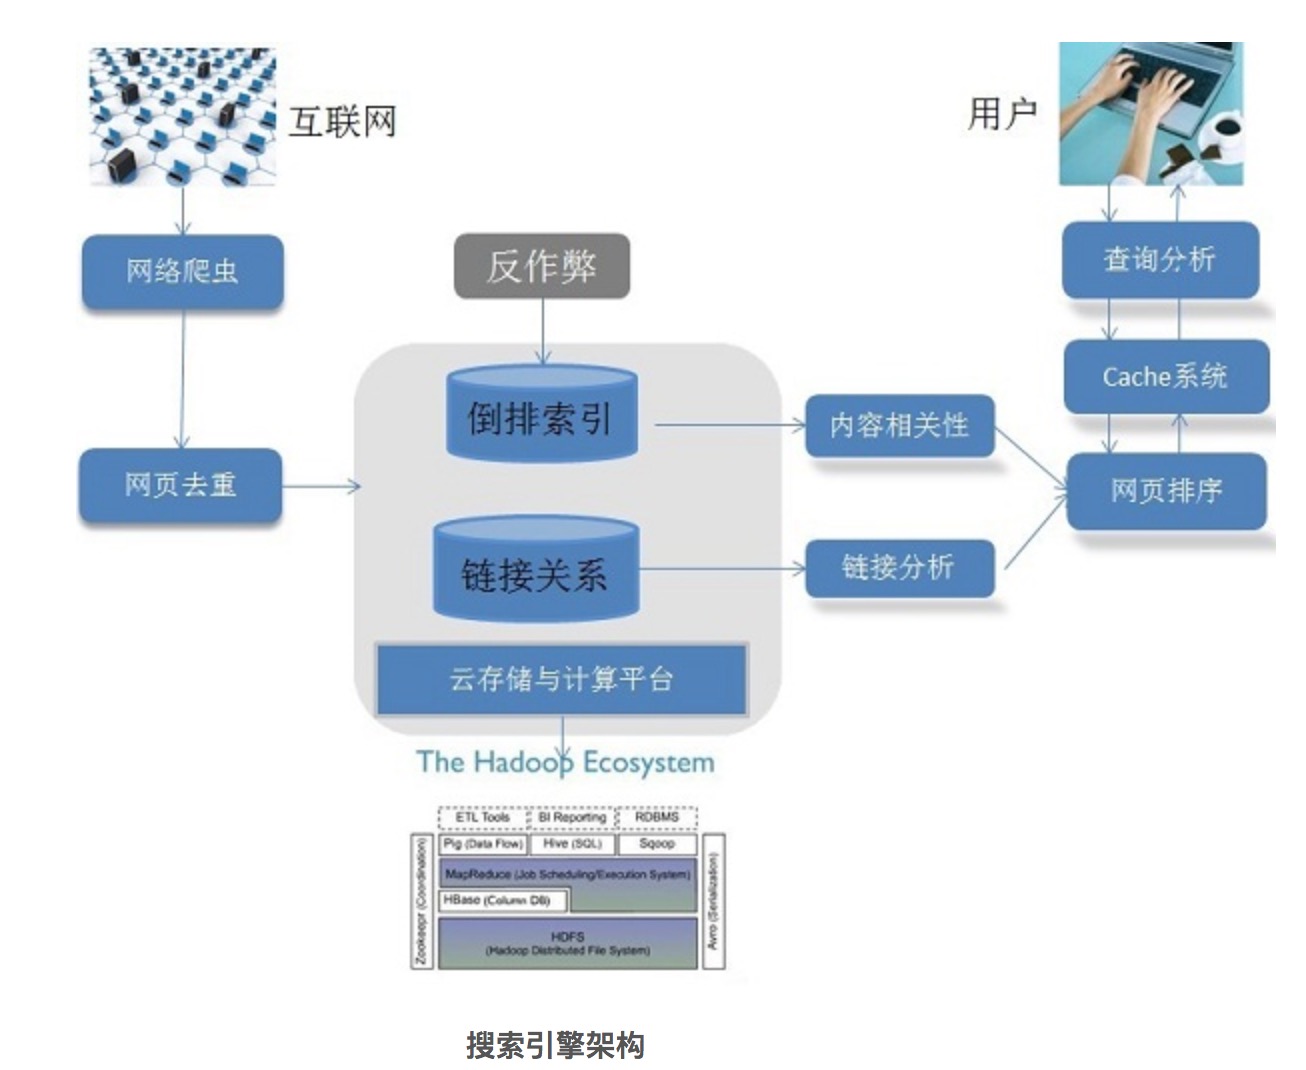 互联网
用户
网络爬虫
反作弊
查询分析
Cache系统
倒排索引
内容相关性
网页去重
网页排序
链接关系
链接分析
云存储与计算平台
The Hadoop Ecosystem
ETL Tools
BI Reporting
RDBMS
Pig (Data Flow)
Hive (SQL)
Sqoop
MapReduce (Job Scheduling/Execution System)
HBase (Column DB)
HDFS
(Hadoop Distributed File System)
Zookeepr (Coordination)
Avro (Serialization)
搜索引擎架构